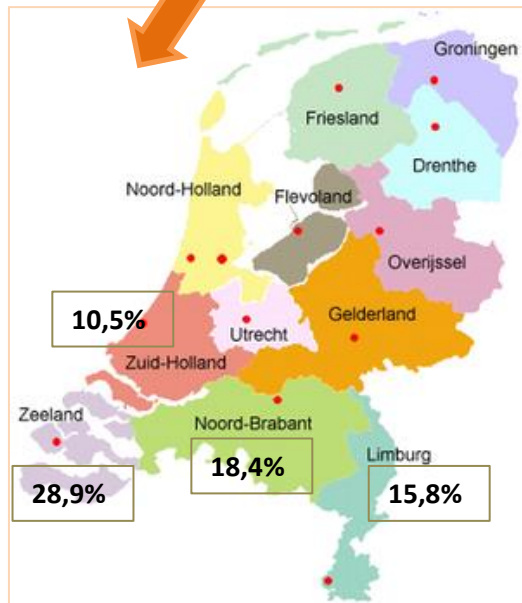 Groningen
Friesland
Drenthe
Noord-Holland
Flevoland
Overijssel
10,5%
Utrecht
Gelderland
Zuid-Holland
Zeeland
Noord-Brabant
Limburg
28,9%
18,4%
15,8%